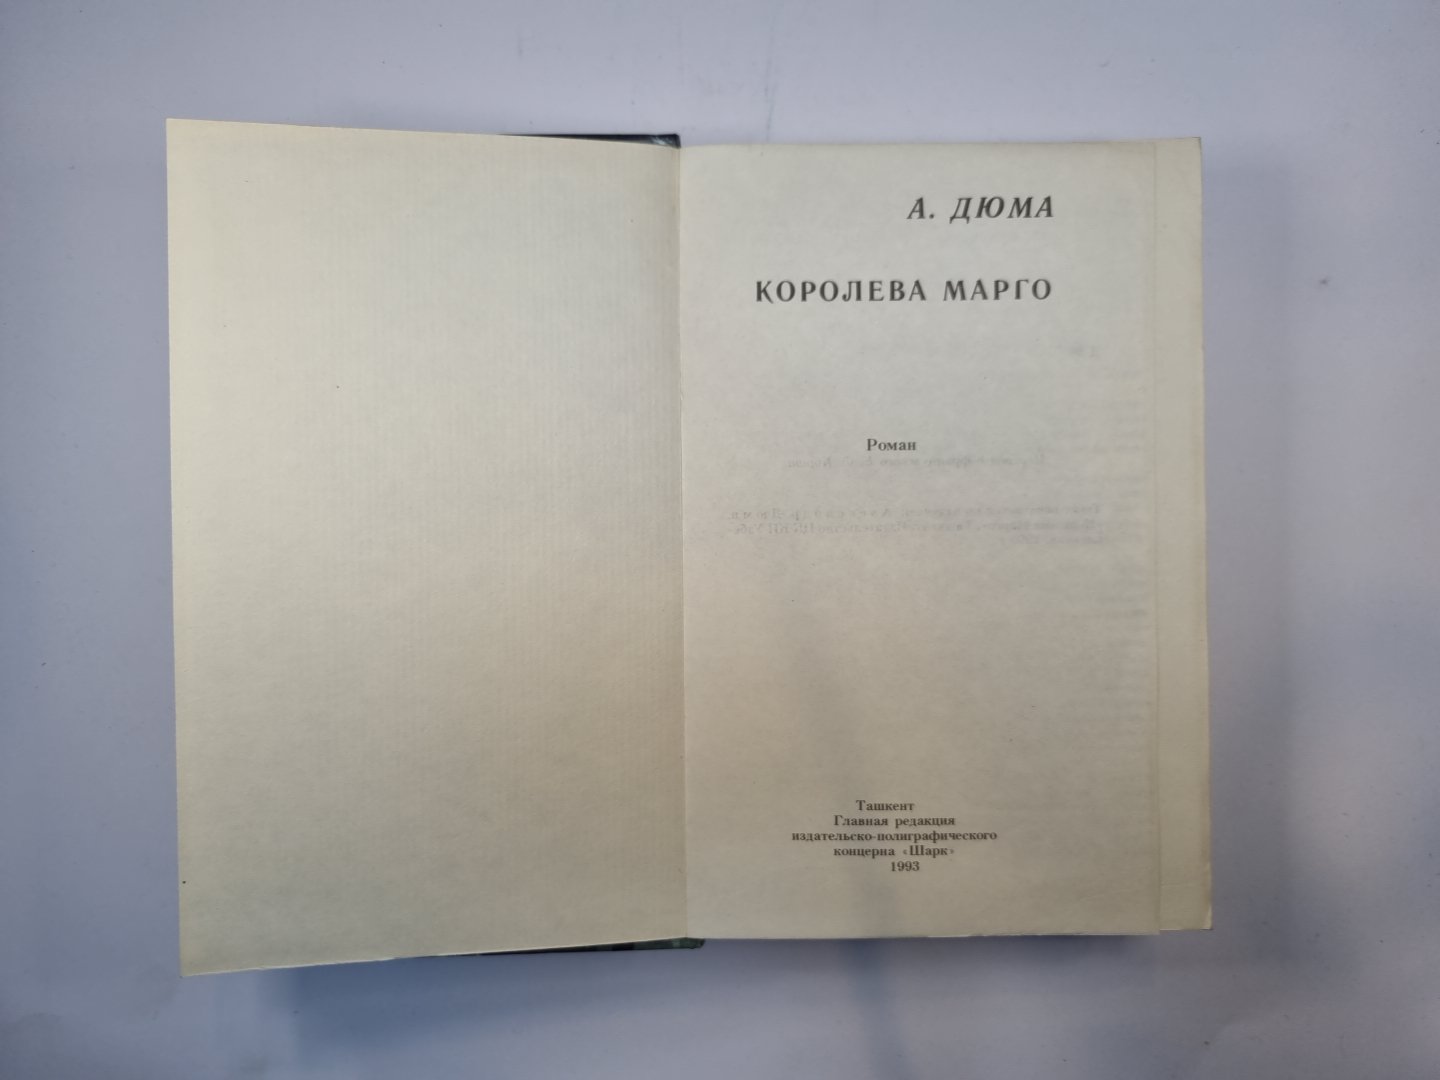 А. ДЮМА
КОРОЛЕВА МАРГО
Роман
Ташкент
Главная редакция
издательско-полиграфического
концерна «Шарк»
1993